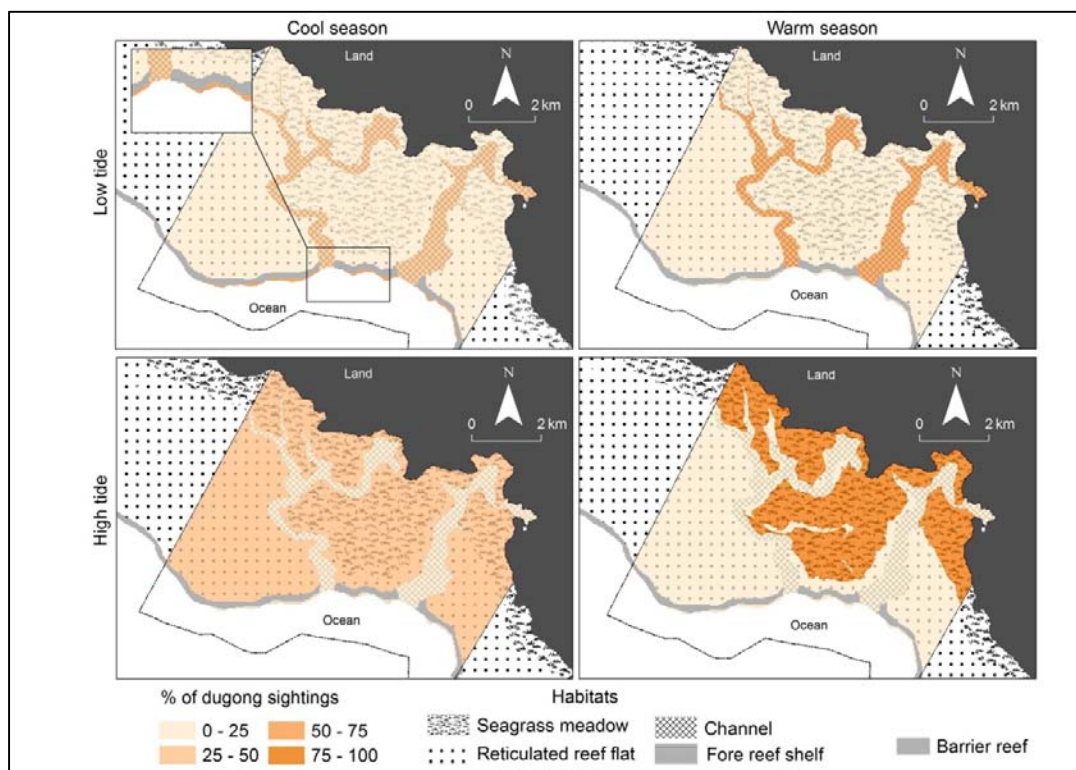 Cool season
Warm season
Land
N
0 2 km
Low tide
Ocean
Land
N
0 2 km
Ocean
High tide
Land
N
0 2 km
Ocean
Land
N
0 2 km
Ocean
% of dugong sightings
0 - 25
50 - 75
25 - 50
75 - 100
Habitats
Seagrass meadow
Channel
Reticulated reef flat
Fore reef shelf
Barrier reef